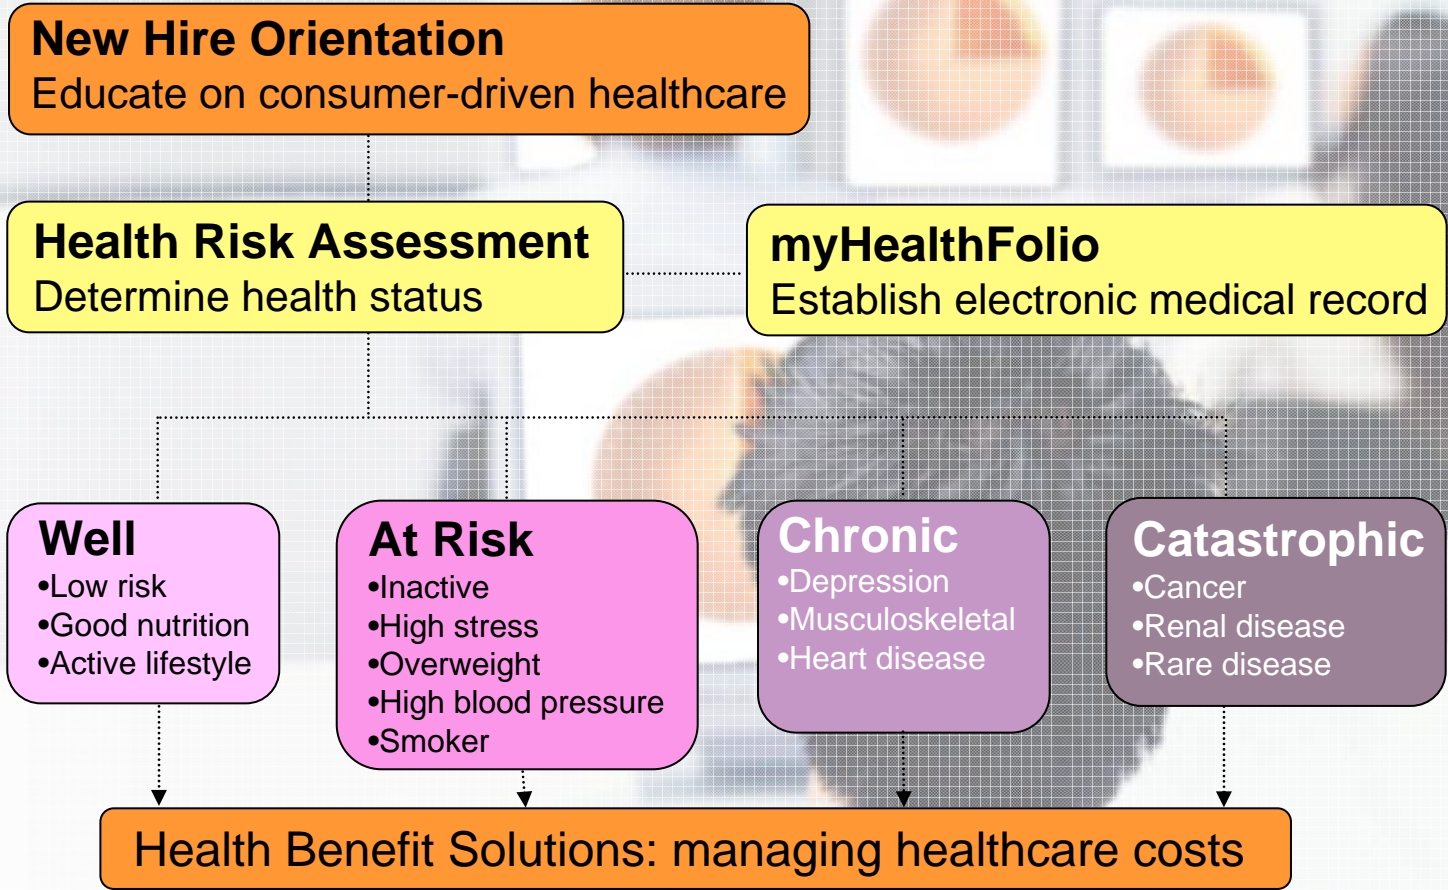 New Hire Orientation
Educate on consumer-driven healthcare
Health Risk Assessment
Determine health status
myHealthFolio
Establish electronic medical record
Well
•Low risk
•Good nutrition
•Active lifestyle
At Risk
•Inactive
•High stress
•Overweight
•High blood pressure
•Smoker
Chronic
•Depression
•Musculoskeletal
•Heart disease
Catastrophic
•Cancer
•Renal disease
•Rare disease
Health Benefit Solutions: managing healthcare costs